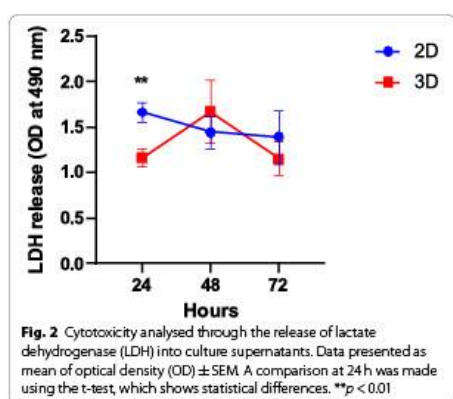 2.5
2.0
1.5
1.0
0.5
0.0
LDH release (OD at 490 nm)
**
2D
3D
24 48 72
Hours
Fig. 2 Cytotoxicity analysed through the release of lactate
dehydrogenase (LDH) into culture supernatants. Data presented as
mean of optical density (OD) ± SEM. A comparison at 24 h was made
using the t-test, which shows statistical differences. **p < 0.01